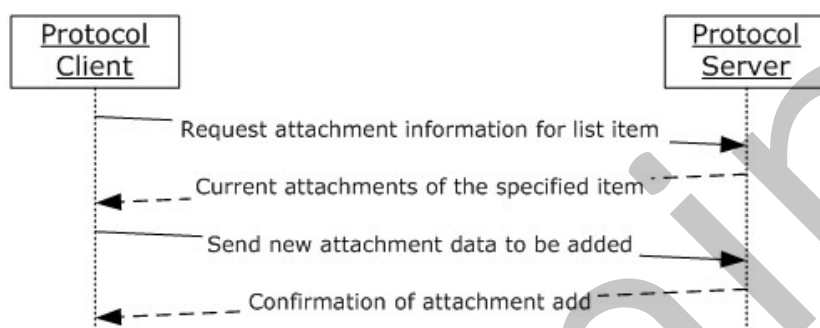 Protocol
Client
Protocol
Server
Request attachment information for list item
Current attachments of the specified item
Send new attachment data to be added
Confirmation of attachment add